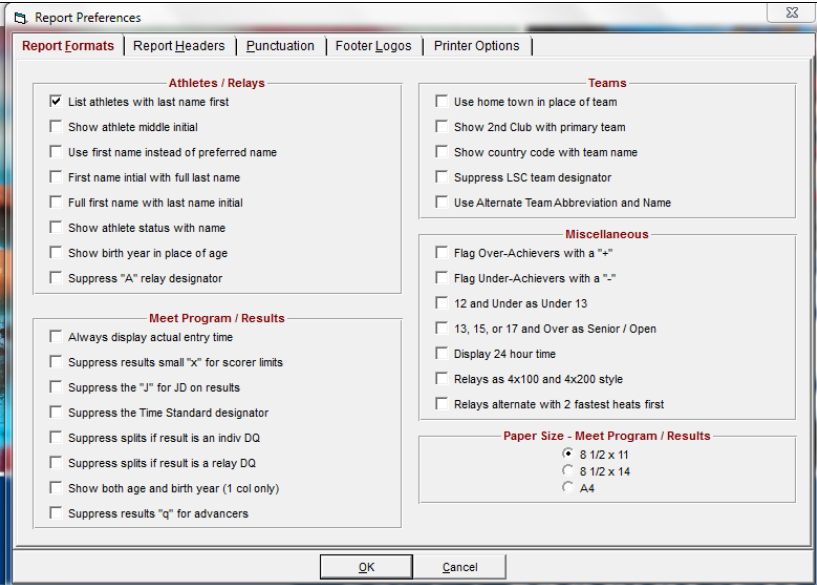 Report Preferences
Report Formats
Report Headers
Punctuation
Footer Logos
Printer Options
Athletes / Relays
List athletes with last name first
Show athlete middle initial
Use first name instead of preferred name
First name intial with full last name
Full first name with last name initial
Show athlete status with name
Show birth year in place of age
Suppress "A" relay designator
Meet Program / Results
Always display actual entry time
Suppress results small "x" for scorer limits
Suppress the "J" for JD on results
Suppress the Time Standard designator
Suppress splits if result is an indiv DQ
Suppress splits if result is a relay DQ
Show both age and birth year (1 col only)
Suppress results "q" for advancers
Teams
Use home town in place of team
Show 2nd Club with primary team
Show country code with team name
Suppress LSC team designator
Use Alternate Team Abbreviation and Name
Miscellaneous
Flag Over-Achievers with a "+"
Flag Under-Achievers with a "-"
12 and Under as Under 13
13, 15, or 17 and Over as Senior / Open
Display 24 hour time
Relays as 4x100 and 4x200 style
Relays alternate with 2 fastest heats first
Paper Size - Meet Program / Results
8 1/2 x 11
8 1/2 x 14
A4
OK
Cancel